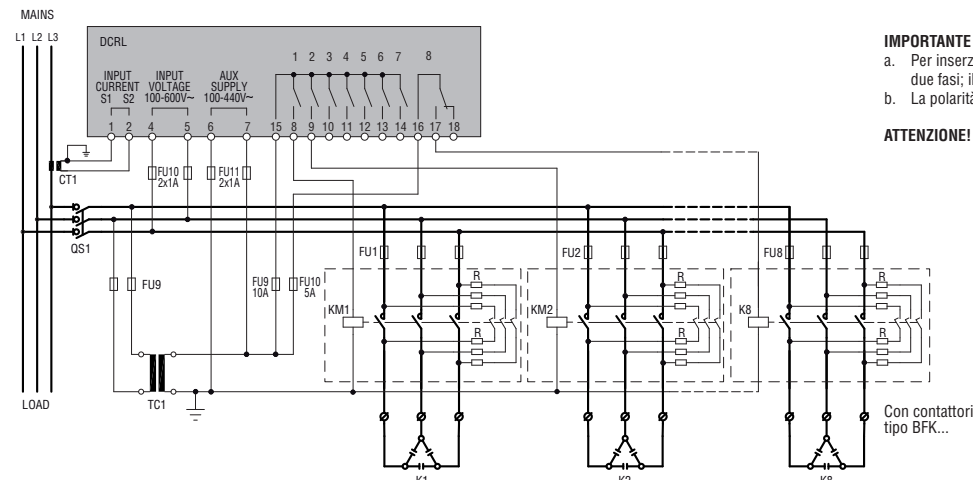 MAINS
L1 L2 L3
DCRL
INPUT CURRENT
S1 S2
INPUT VOLTAGE
100-600V~
AUX SUPPLY
100-440V~
1 2 3 4 5 6 7 8
1 2 4 5 6 7 15 8 9 10 11 12 13 14 16 17 18
CT1
FU10
2x1A
FU11
2x1A
QS1
FU9
FU9
10A
FU10
5A
FU1
FU2
FU8
R
R
R
KM1
KM2
K8
R
R
R
LOAD
TC1
K1
K2
K8
IMPORTANTE
a. Per inserz
due fasi; il
b. La polarità
ATTENZIONE!
Con contattori
tipo BFK...